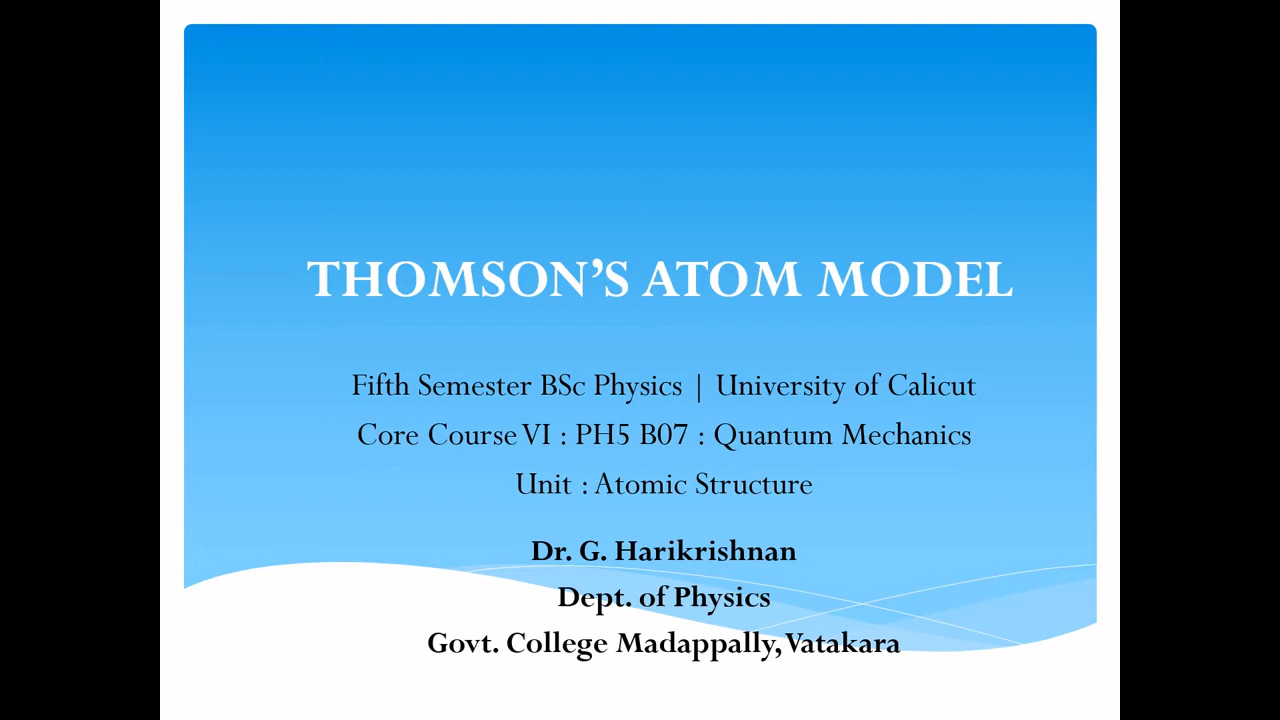 THOMSON’S ATOM MODEL
Fifth Semester BSc Physics | University of Calicut
Core Course VI : PH5 B07 : Quantum Mechanics
Unit : Atomic Structure
Dr. G. Harikrishnan
Dept. of Physics
Govt. College Madappally, Vatakara